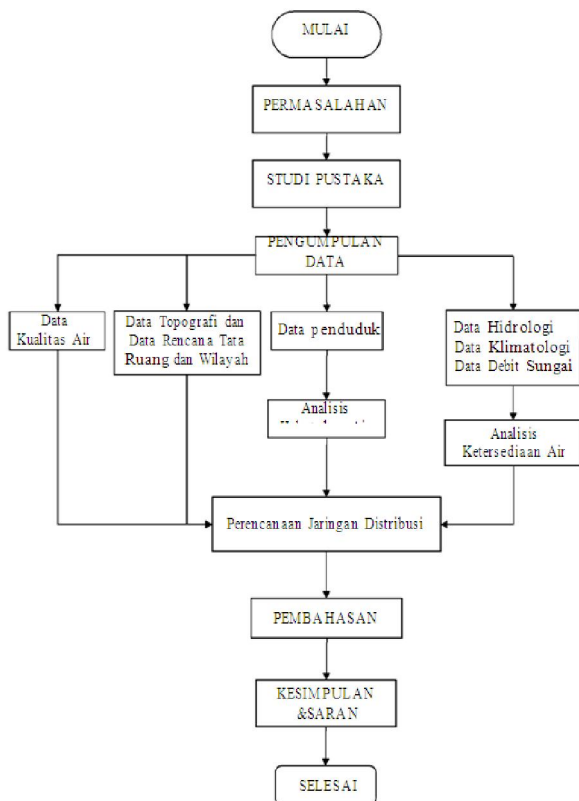 MULAI
PERMASALAHAN
STUDI PUSTAKA
PENGUMPULAN
DATA
Data
Kualitas Air
Data Topografi dan
Data Rencana Tata
Ruang dan Wilayah
Data penduduk
Data Hidrologi
Data Klimatologi
Data Debit Sungai
Analisis
Analisis
Ketersediaan Air
Perencanaan Jaringan Distribusi
PEMBAHASAN
KESIMPULAN
&SARAN
SELESAI